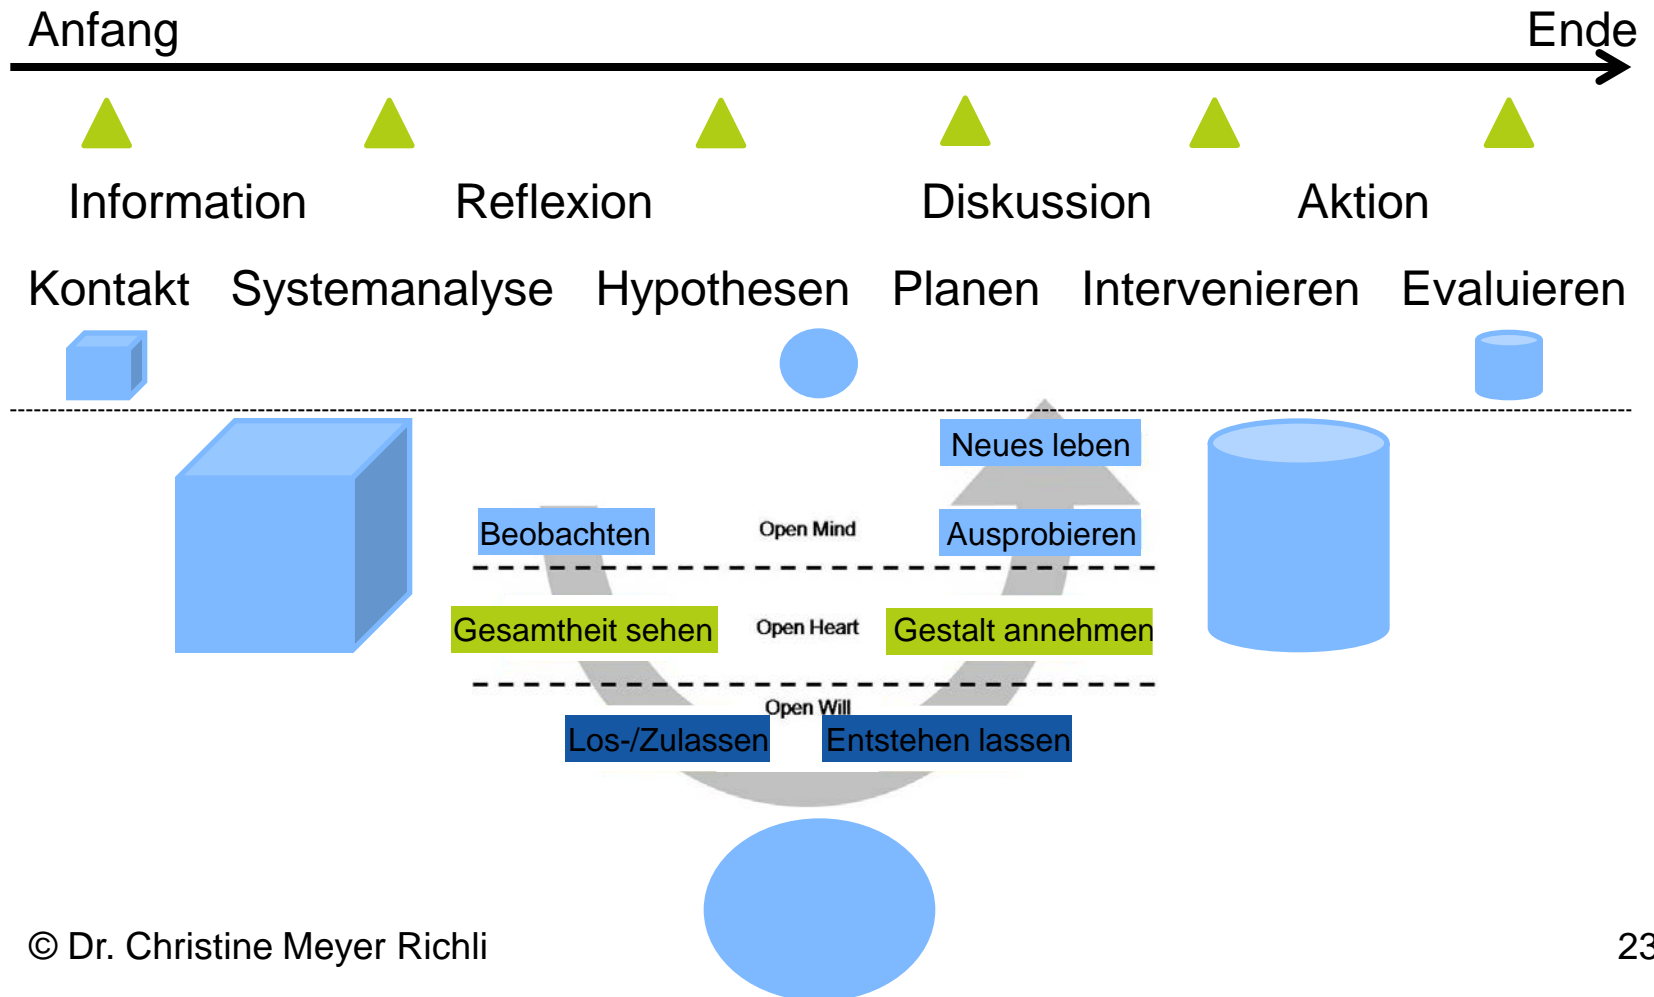 Anfang Ende
Information Reflexion Diskussion Aktion
Kontakt Systemanalyse Hypothesen Planen Intervenieren Evaluieren
Neues leben
Beobachten Open Mind Ausprobieren
Gesamtheit sehen Open Heart Gestalt annehmen
Open Will
Los-/Zulassen Entstehen lassen
© Dr. Christine Meyer Richli 23